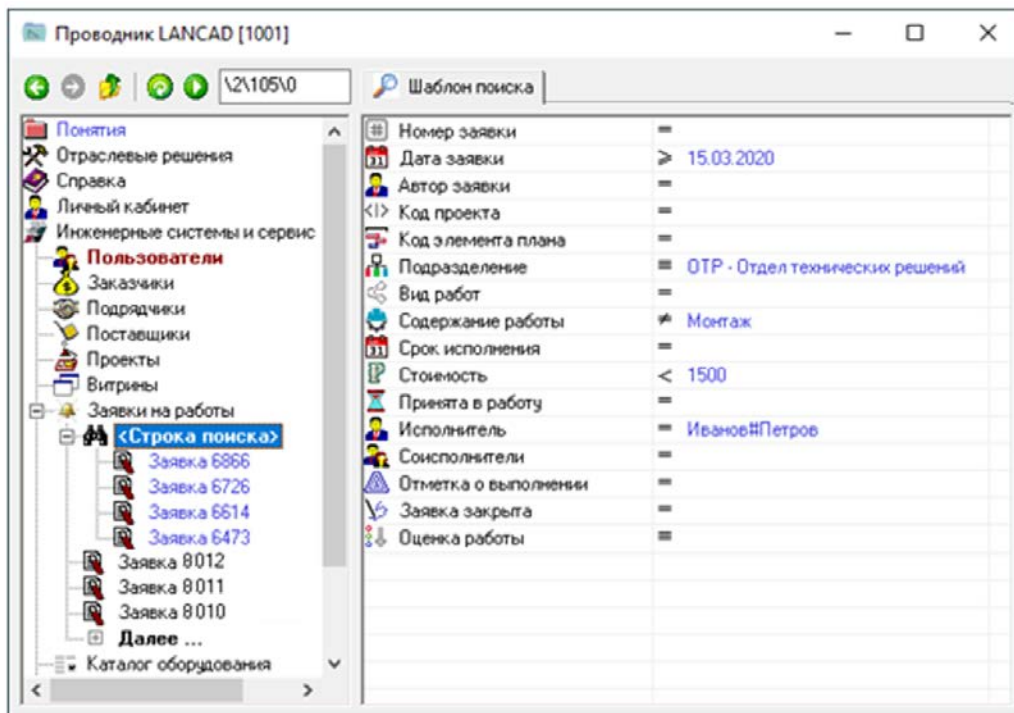 Проводник LANCAD [1001]
\2\105\0
Шаблон поиска
Понятия
Отраслевые решения
Справка
Личный кабинет
Инженерные системы и сервис
Пользователи
Заказчики
Подрядчики
Поставщики
Проекты
Витрины
Заявки на работы
<Строка поиска>
Заявка 6866
Заявка 6726
Заявка 6614
Заявка 6473
Заявка 8012
Заявка 8011
Заявка 8010
Далее ...
Каталог оборудования
Номер заявки =
Дата заявки ⩾ 15.03.2020
Автор заявки =
Код проекта =
Код элемента плана =
Подразделение = ОТР - Отдел технических решений
Вид работ =
Содержание работы ≠ Монтаж
Срок исполнения =
Стоимость < 1500
Принята в работу =
Исполнитель = Иванов#Петров
Соисполнители =
Отметка о выполнении =
Заявка закрыта =
Оценка работы =